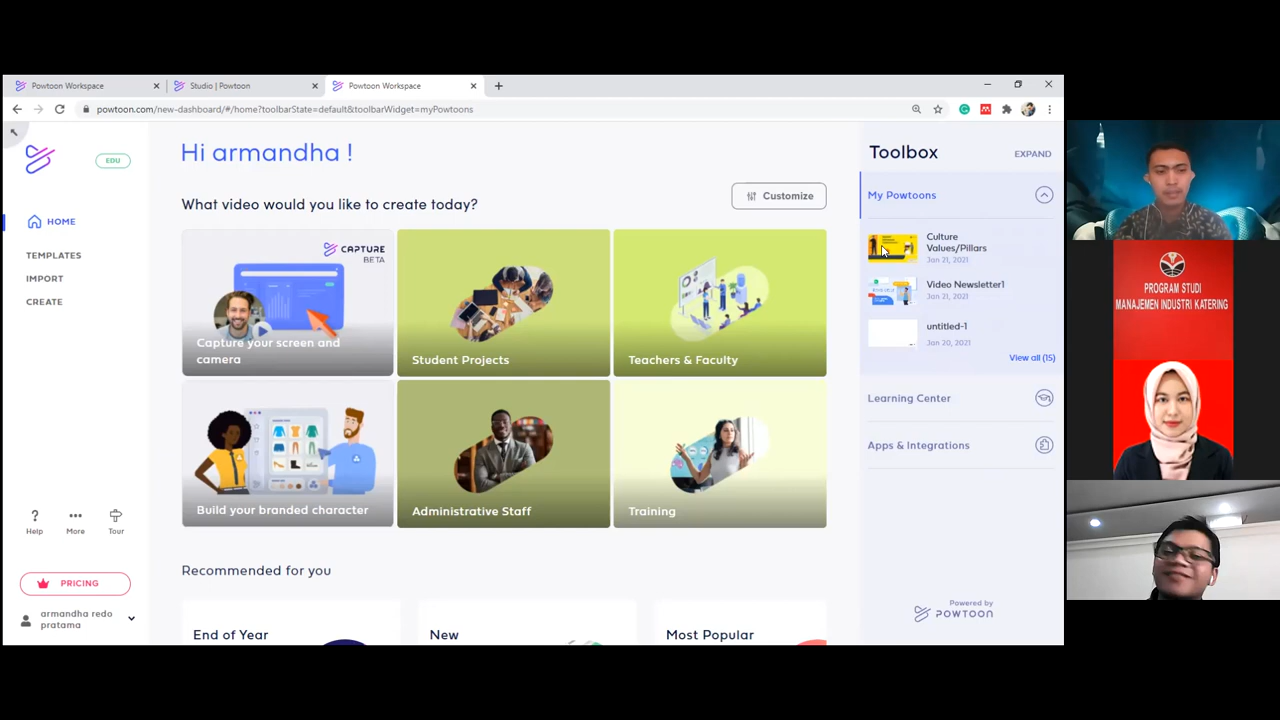 Powtoon Workspace
Studio | Powtoon
Powtoon Workspace
powtoon.com/new-dashboard/#/home?toolbarState=default&toolbarWidget=myPowtoons
EDU
HOME
TEMPLATES
IMPORT
CREATE
Help
More
Tour
PRICING
armandha redo
pratama
Hi armandha !
What video would you like to create today?
Customize
CAPTURE
BETA
Capture your screen and
camera
Student Projects
Teachers & Faculty
Build your branded character
Administrative Staff
Training
Recommended for you
End of Year
New
Most Popular
Toolbox
EXPAND
My Powtoons
Culture
Values/Pillars
Jan 21, 2021
Video Newsletter1
Jan 21, 2021
untitled-1
Jan 20, 2021
View all (15)
Learning Center
Apps & Integrations
Powered by
POWTOON
PROGRAM STUDI
MANAJEMEN INDUSTRI KATERING